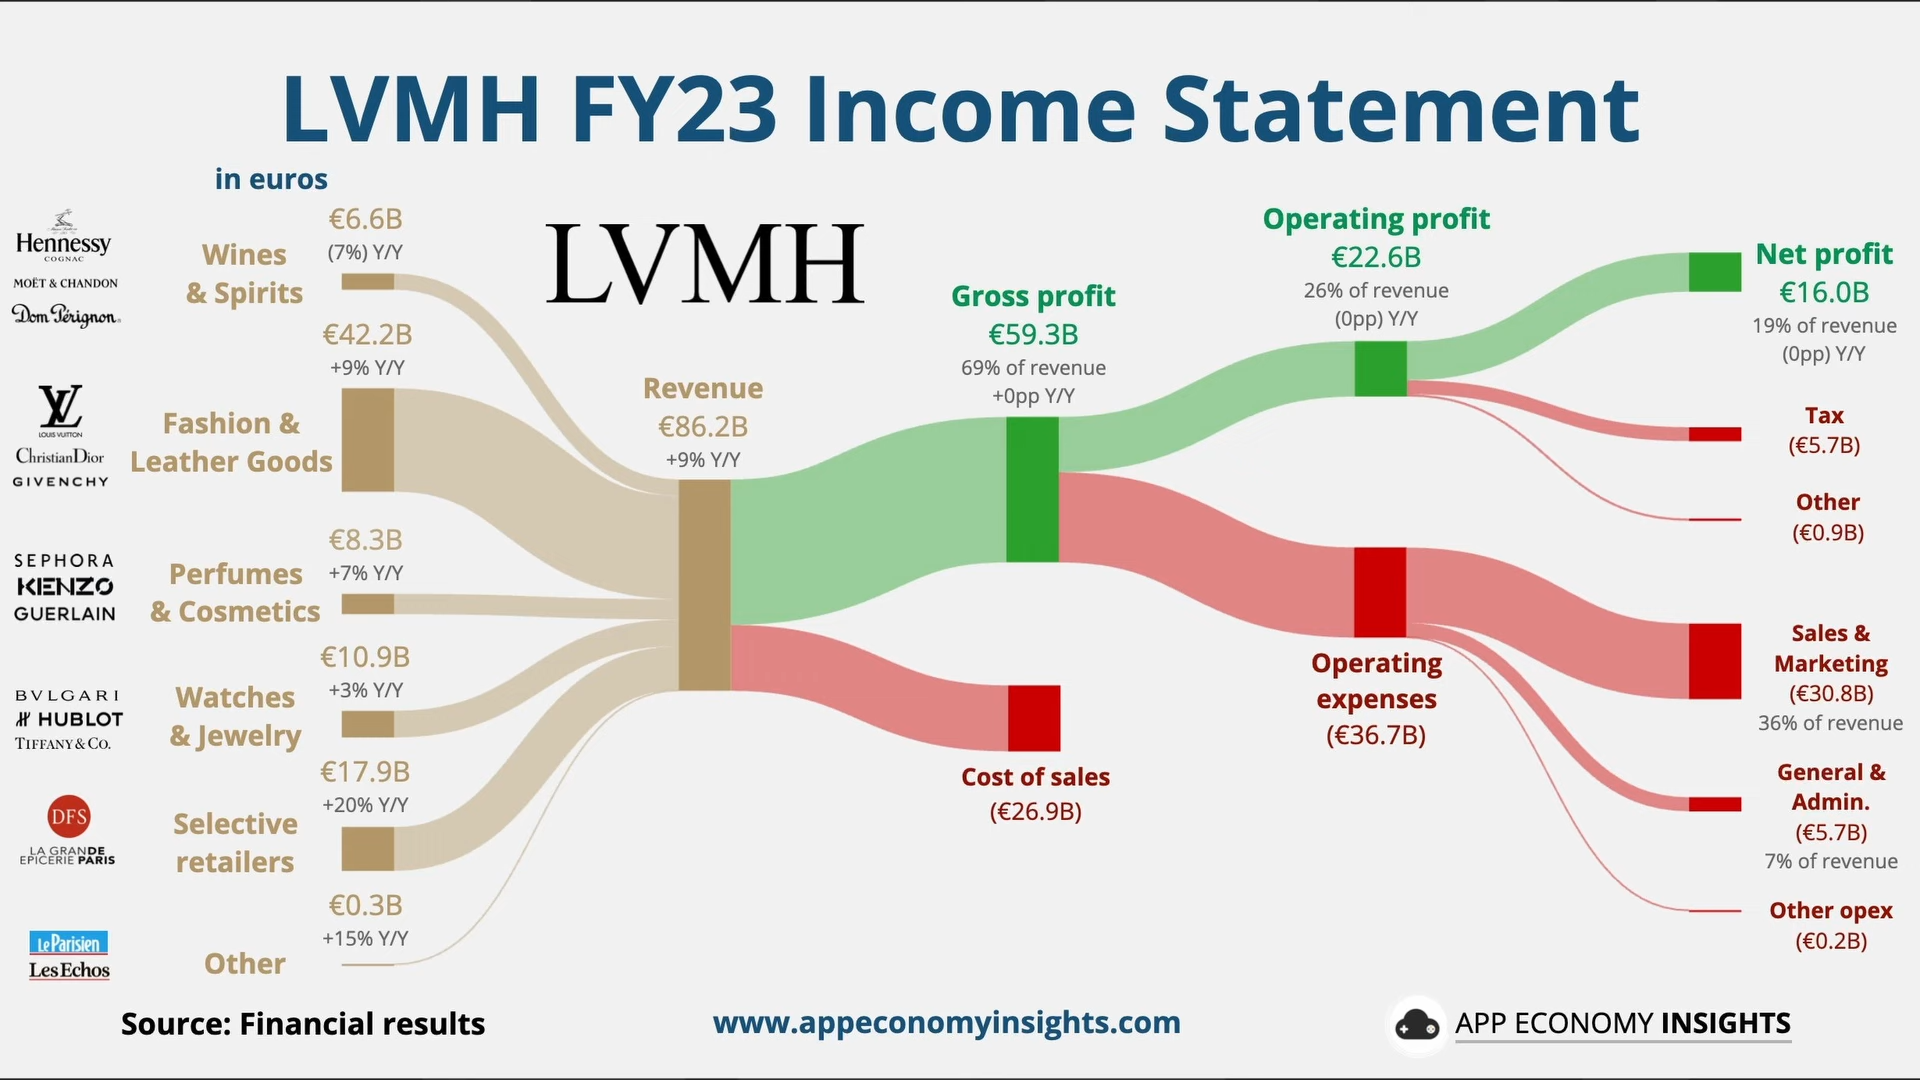 LVMH FY23 Income Statement
in euros
Hennessy
COGNAC
MOËT & CHANDON
Dom Pérignon
Wines
& Spirits
€6.6B
(7%) Y/Y
LV
LOUIS VUITTON
ChristianDior
GIVENCHY
Fashion &
Leather Goods
€42.2B
+9% Y/Y
SEPHORA
KENZO
GUERLAIN
Perfumes
& Cosmetics
€8.3B
+7% Y/Y
BVLGARI
HUBLOT
TIFFANY & CO.
Watches
& Jewelry
€10.9B
+3% Y/Y
DFS
LA GRANDE
EPICERIE PARIS
Selective
retailers
€17.9B
+20% Y/Y
Le Parisien
Les Echos
Other
€0.3B
+15% Y/Y
LVMH
Revenue
€86.2B
+9% Y/Y
Gross profit
€59.3B
69% of revenue
+0pp Y/Y
Cost of sales
(€26.9B)
Operating profit
€22.6B
26% of revenue
(0pp) Y/Y
Operating
expenses
(€36.7B)
Net profit
€16.0B
19% of revenue
(0pp) Y/Y
Tax
(€5.7B)
Other
(€0.9B)
Sales &
Marketing
(€30.8B)
36% of revenue
General &
Admin.
(€5.7B)
7% of revenue
Other opex
(€0.2B)
Source: Financial results
www.appeconomyinsights.com
APP ECONOMY INSIGHTS